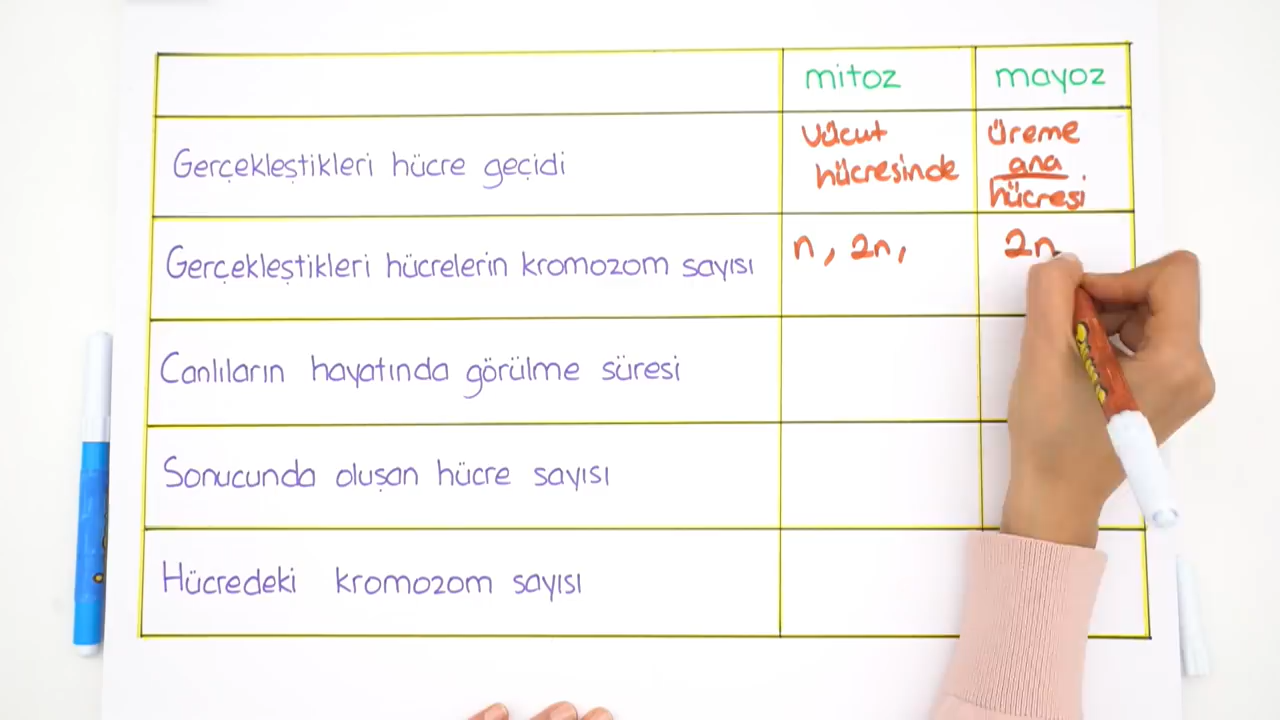 mitoz
mayoz
Gerçekleştikleri hücre geçidi
vücut
hücresinde
üreme
ana
hücresi
Gerçekleştikleri hücrelerin kromozom sayısı
n, 2n,
2n
Canlıların hayatında görülme süresi
Sonucunda oluşan hücre sayısı
Hücredeki kromozom sayısı